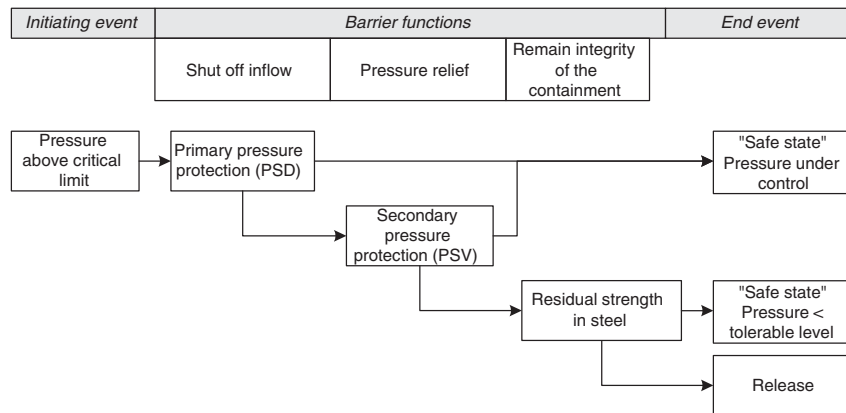 Initiating event
Barrier functions
End event
Shut off inflow
Pressure relief
Remain integrity
of the
containment
Pressure
above critical
limit
Primary pressure
protection (PSD)
"Safe state"
Pressure under
control
Secondary
pressure
protection (PSV)
Residual strength
in steel
"Safe state"
Pressure <
tolerable level
Release